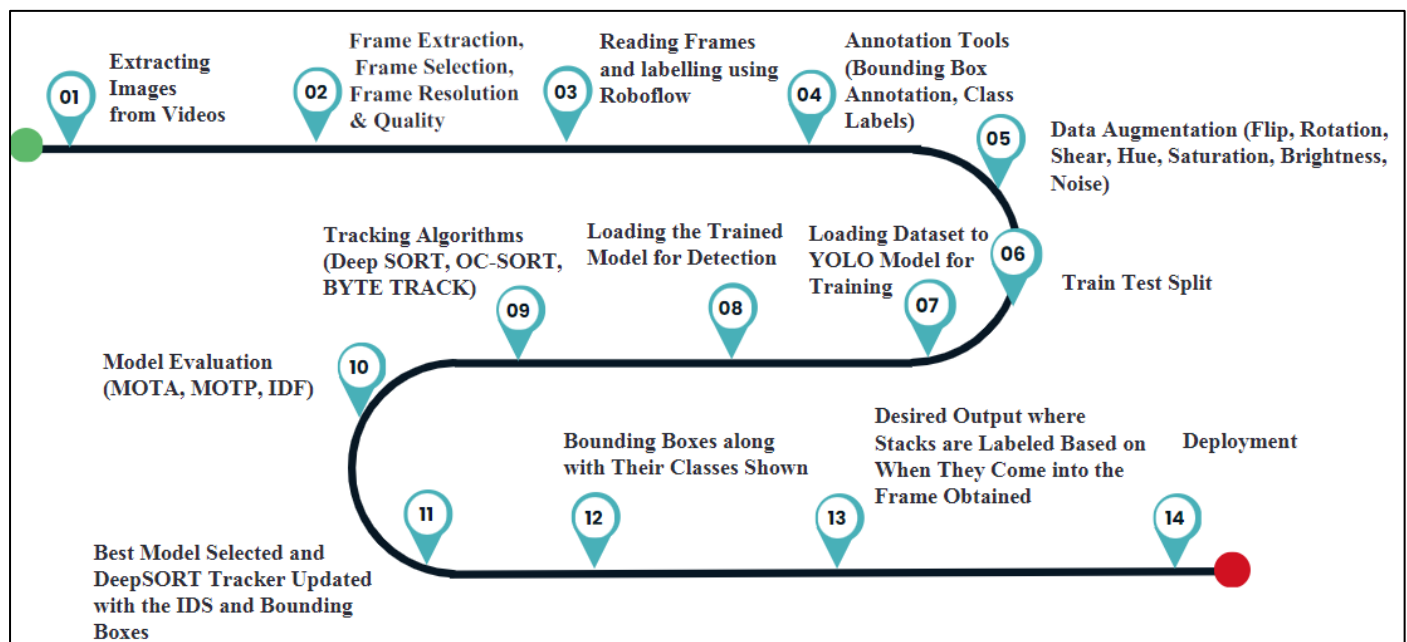 01
Extracting
Images
from Videos
02
Frame Extraction,
Frame Selection,
Frame Resolution
& Quality
03
Reading Frames
and labelling using
Roboflow
04
Annotation Tools
(Bounding Box
Annotation, Class
Labels)
05
Data Augmentation (Flip, Rotation,
Shear, Hue, Saturation, Brightness,
Noise)
06
Train Test Split
07
Loading Dataset to
YOLO Model for
Training
08
Loading the Trained
Model for Detection
09
Tracking Algorithms
(Deep SORT, OC-SORT,
BYTE TRACK)
10
Model Evaluation
(MOTA, MOTP, IDF)
11
Best Model Selected and
DeepSORT Tracker Updated
with the IDS and Bounding
Boxes
12
Bounding Boxes along
with Their Classes Shown
13
Desired Output where
Stacks are Labeled Based on
When They Come into the
Frame Obtained
14
Deployment